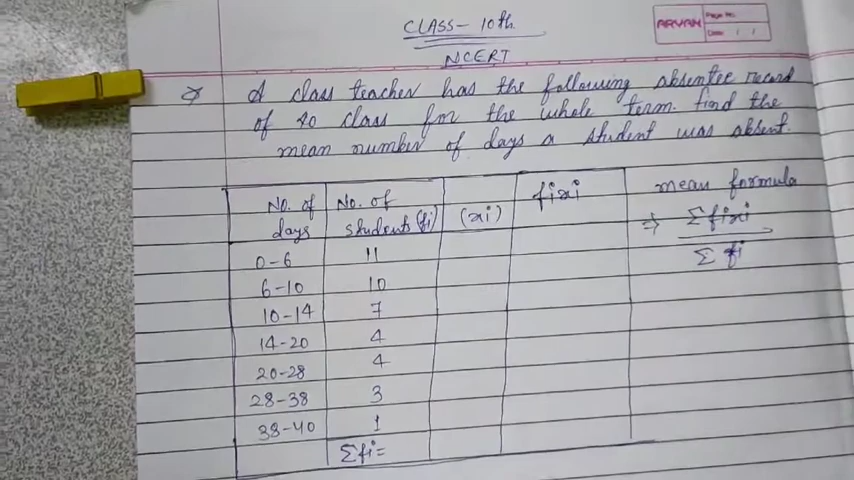 CLASS - 10th.
NCERT
ARYAN
Page No.
Date
Q A class teacher has the following absentee record
of 40 class for the whole term. find the
mean number of days a student was absent.
No. of days | No. of students (fi) | (xi) | fixi | mean formula
0-6 | 11 | ⇒ Σfixi / Σfi
6-10 | 10
10-14 | 7
14-20 | 4
20-28 | 4
28-38 | 3
38-40 | 1
Σfi=